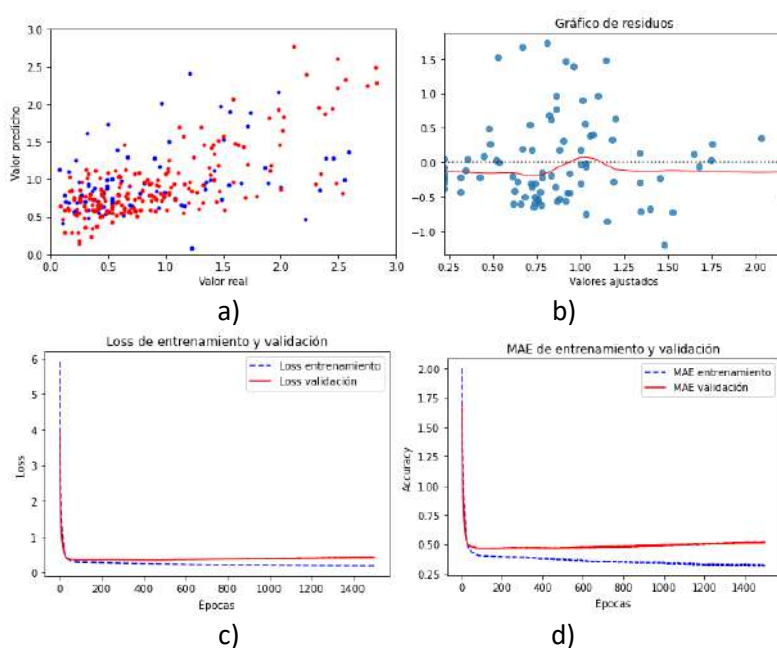 3.0
2.5
2.0
1.5
1.0
0.5
0.0
Valor predicho
0.0 0.5 1.0 1.5 2.0 2.5 3.0
Valor real
a)
Gráfico de residuos
1.5
1.0
0.5
0.0
−0.5
−1.0
0.25 0.50 0.75 1.00 1.25 1.50 1.75 2.00
Valores ajustados
b)
Loss de entrenamiento y validación
Loss entrenamiento
Loss validación
6
5
4
3
2
1
0
Loss
0 200 400 600 800 1000 1200 1400
Épocas
c)
MAE de entrenamiento y validación
MAE entrenamiento
MAE validación
2.00
1.75
1.50
1.25
1.00
0.75
0.50
0.25
Accuracy
0 200 400 600 800 1000 1200 1400
Épocas
d)